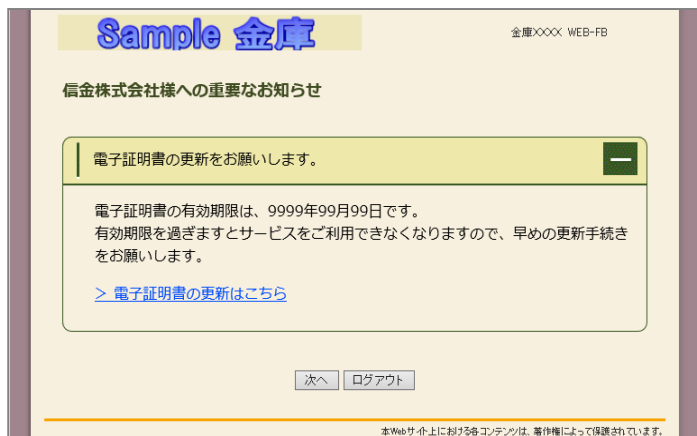 Sample 金庫
金庫XXXX WEB-FB
信金株式会社様への重要なお知らせ
電子証明書の更新をお願いします。
電子証明書の有効期限は、9999年99月99日です。
有効期限を過ぎますとサービスをご利用できなくなりますので、早めの更新手続き
をお願いします。
＞ 電子証明書の更新はこちら
次へ ログアウト
本Webサイト上における各コンテンツは、著作権によって保護されています。